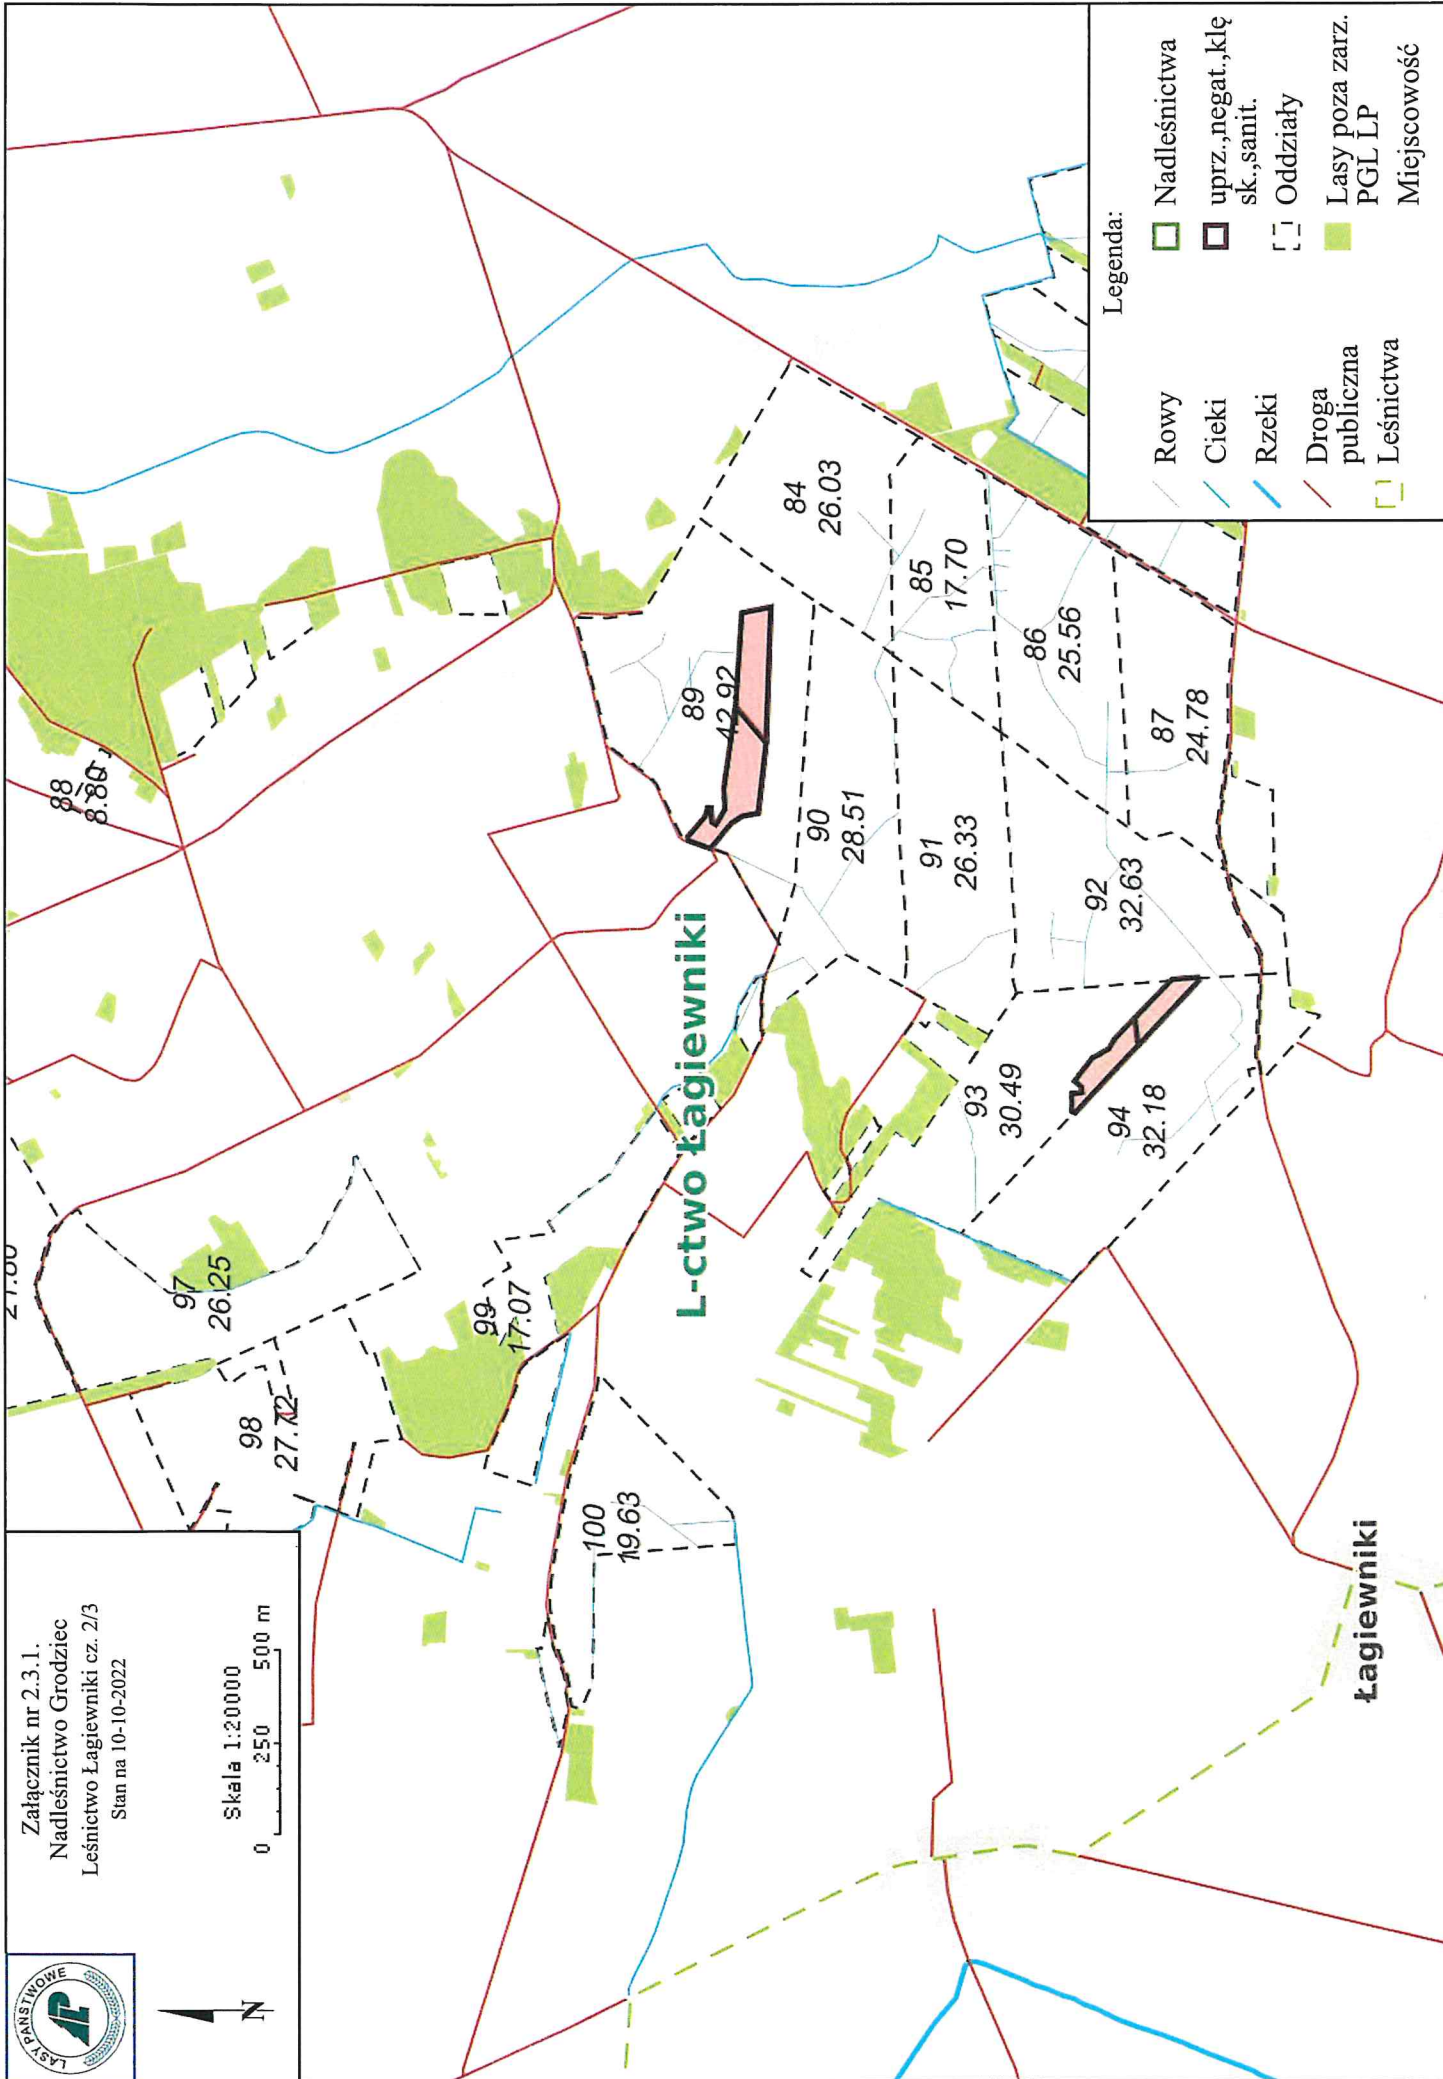 LASY PAŃSTWOWE
LP
N
Załącznik nr 2.3.1.
Nadleśnictwo Grodziec
Leśnictwo Łagiewniki cz. 2/3
Stan na 10-10-2022
Skala 1:20000
0 250 500 m
97
26.25
98
27.72
99
17.07
100
19.63
88
8.80
89
42.92
84
26.03
85
17.70
86
25.56
87
24.78
90
28.51
91
26.33
92
32.63
93
30.49
94
32.18
L-ctwo Łagiewniki
Łagiewniki
Legenda:
Rowy
Cieki
Rzeki
Droga
publiczna
Leśnictwa
Nadleśnictwa
uprz.,negat.,klę
sk.,sanit.
Oddziały
Lasy poza zarz.
PGL LP
Miejscowość